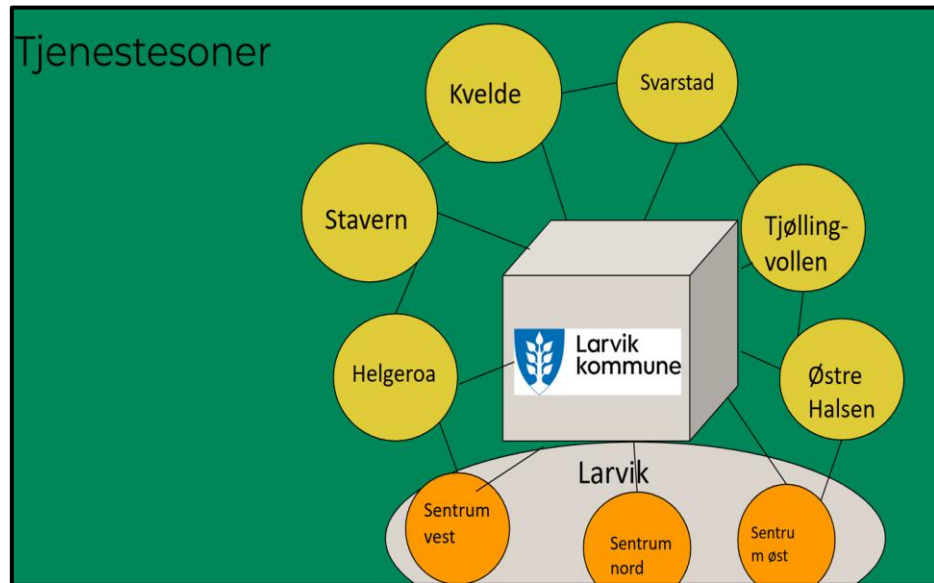 Tjenestesoner
Kvelde
Svarstad
Stavern
Tjølling-
vollen
Larvik
kommune
Helgeroa
Østre
Halsen
Larvik
Sentrum
vest
Sentrum
nord
Sentru
m øst